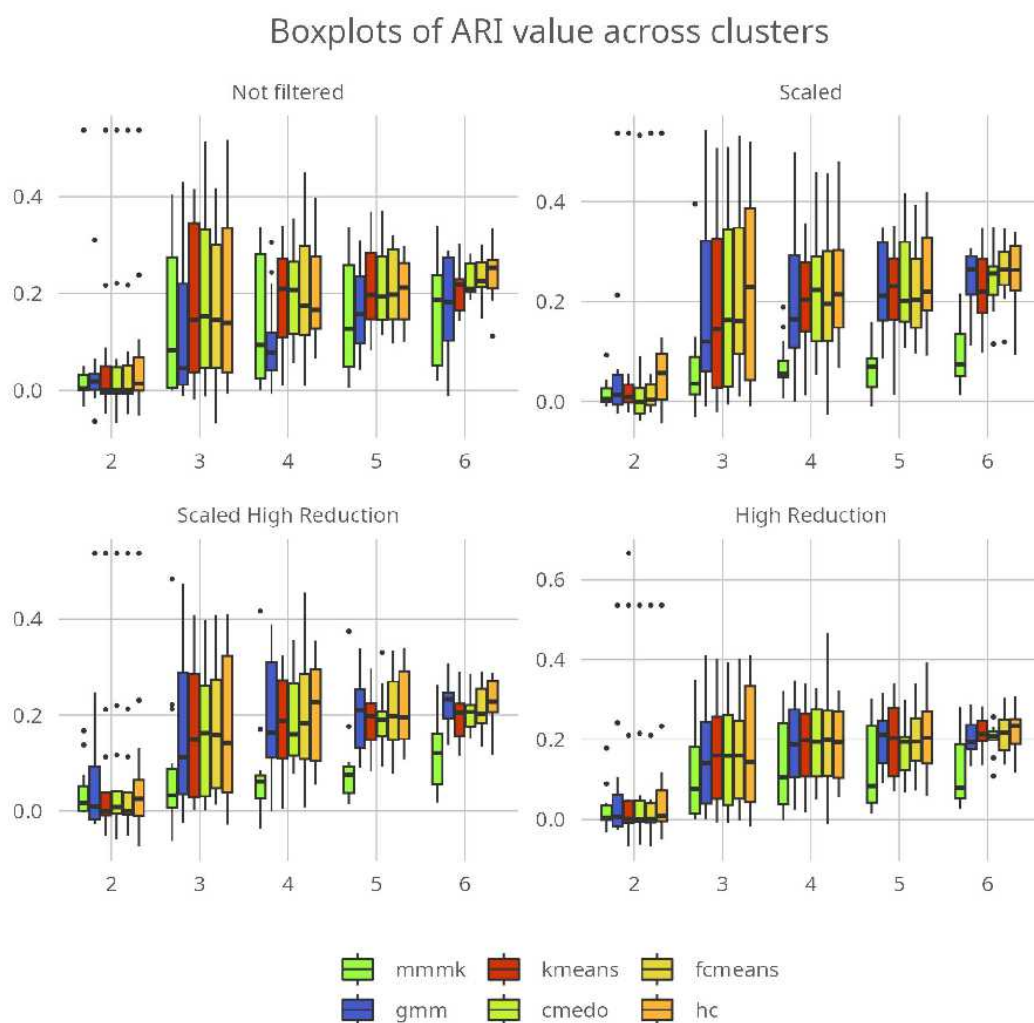 Boxplots of ARI value across clusters
Not filtered
Scaled
0.4
0.2
0.0
2 3 4 5 6
0.4
0.2
0.0
2 3 4 5 6
Scaled High Reduction
High Reduction
0.4
0.2
0.0
2 3 4 5 6
0.6
0.4
0.2
0.0
2 3 4 5 6
mmmk kmeans fcmeans
gmm cmedo hc